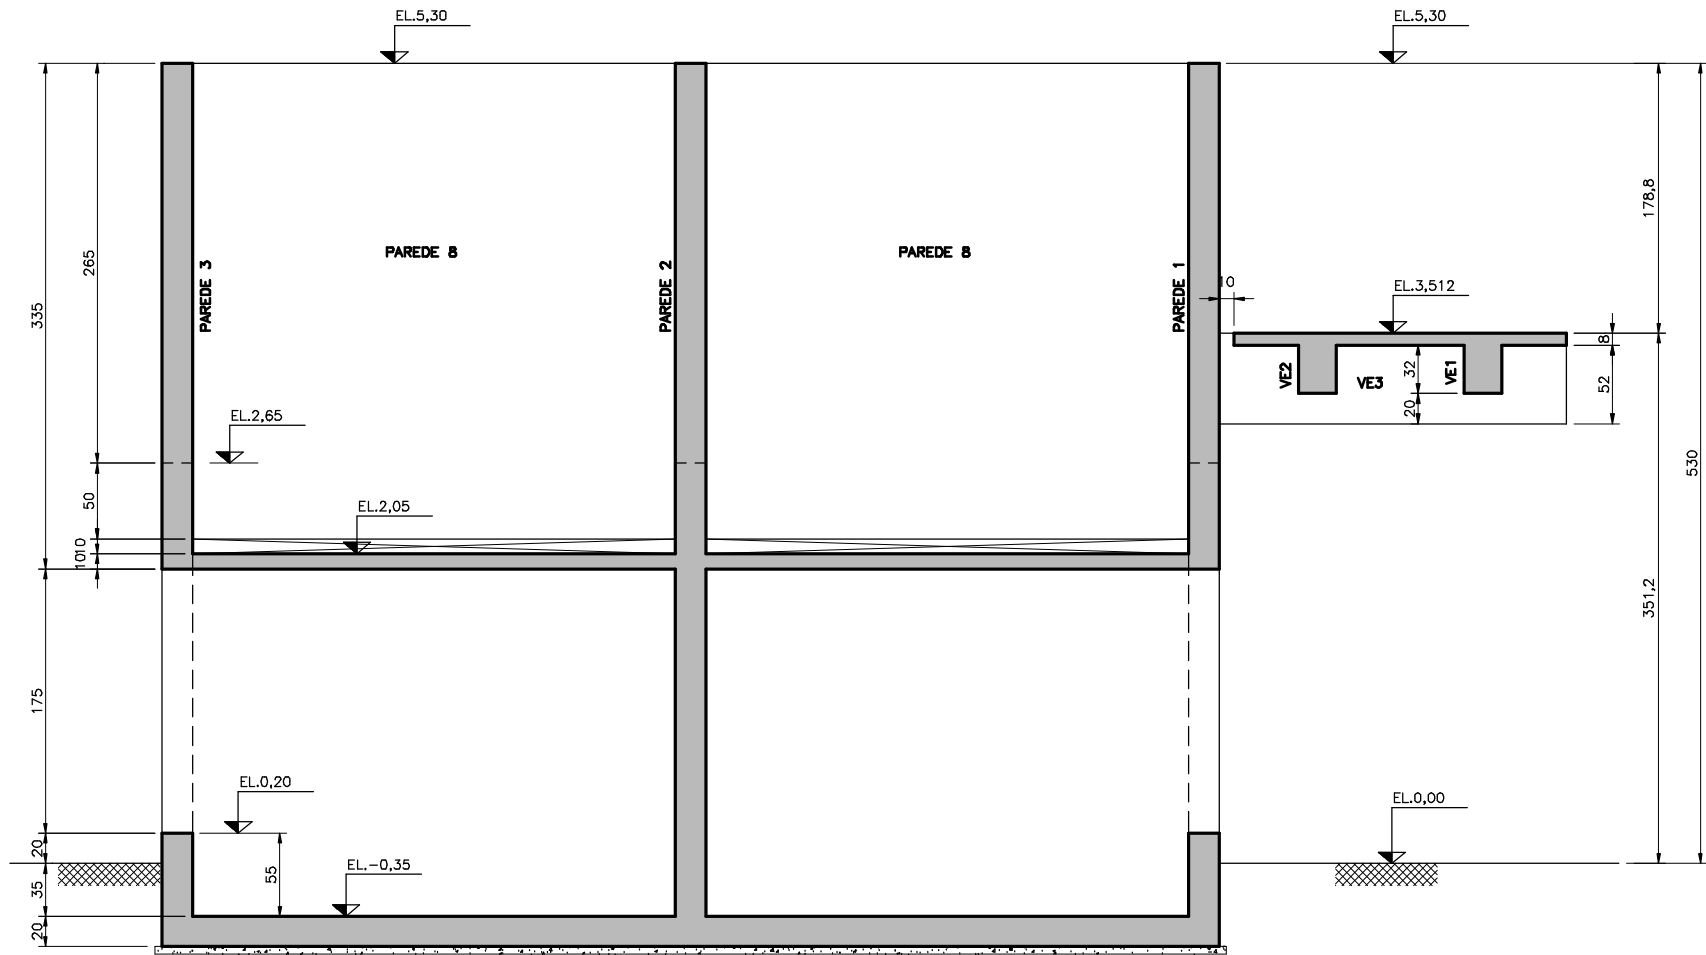 EL.5,30
EL.5,30
178,8
265
335
PAREDE 8
PAREDE 8
PAREDE 3
PAREDE 2
PAREDE 1
10
EL.3,512
8
VE2
VE3
32
VE1
52
20
EL.2,65
530
50
EL.2,05
10
10
351,2
175
EL.0,20
EL.0,00
20
55
EL.-0,35
35
20